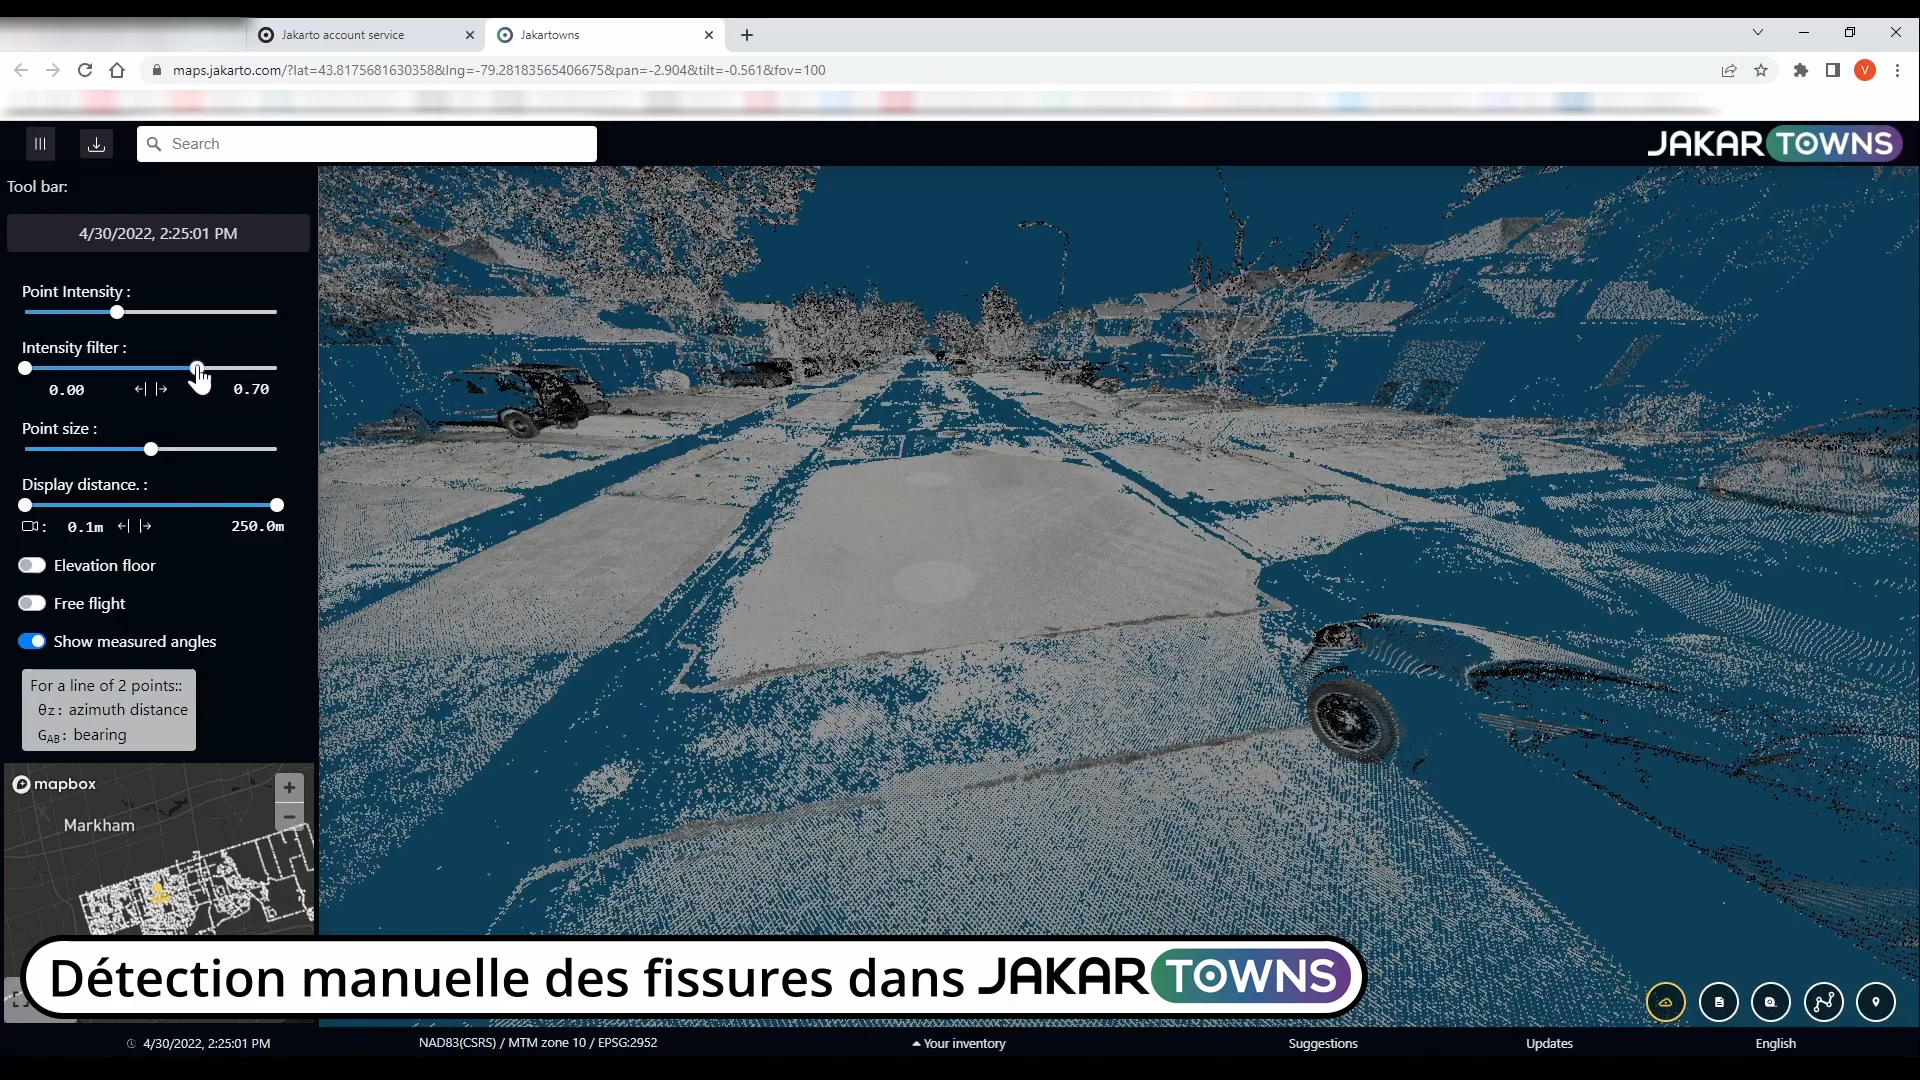 Jakarto account service
Jakartowns
maps.jakarto.com/?lat=43.8175681630358&lng=-79.28183565406675&pan=-2.904&tilt=-0.561&fov=100
V
Search
JAKARTOWNS
Tool bar:
4/30/2022, 2:25:01 PM
Point Intensity :
Intensity filter :
0.00 0.70
Point size :
Display distance. :
: 0.1m 250.0m
Elevation floor
Free flight
Show measured angles
For a line of 2 points::
θz: azimuth distance
GAB: bearing
mapbox
Markham
Détection manuelle des fissures dans JAKARTOWNS
4/30/2022, 2:25:01 PM
NAD83(CSRS) / MTM zone 10 / EPSG:2952
Your inventory
Suggestions
Updates
English